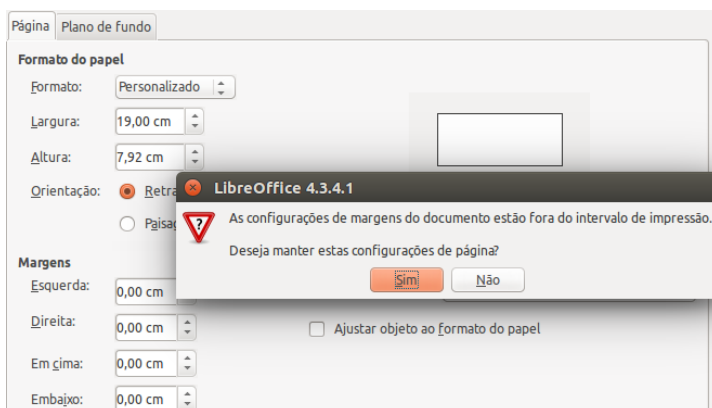 Página Plano de fundo
Formato do papel
Formato: Personalizado
Largura: 19,00 cm
Altura: 7,92 cm
Orientação:
LibreOffice 4.3.4.1
As configurações de margens do documento estão fora do intervalo de impressão.
Deseja manter estas configurações de página?
Sim Não
Margens
Esquerda: 0,00 cm
Direita: 0,00 cm
Ajustar objeto ao formato do papel
Em cima: 0,00 cm
Embaixo: 0,00 cm